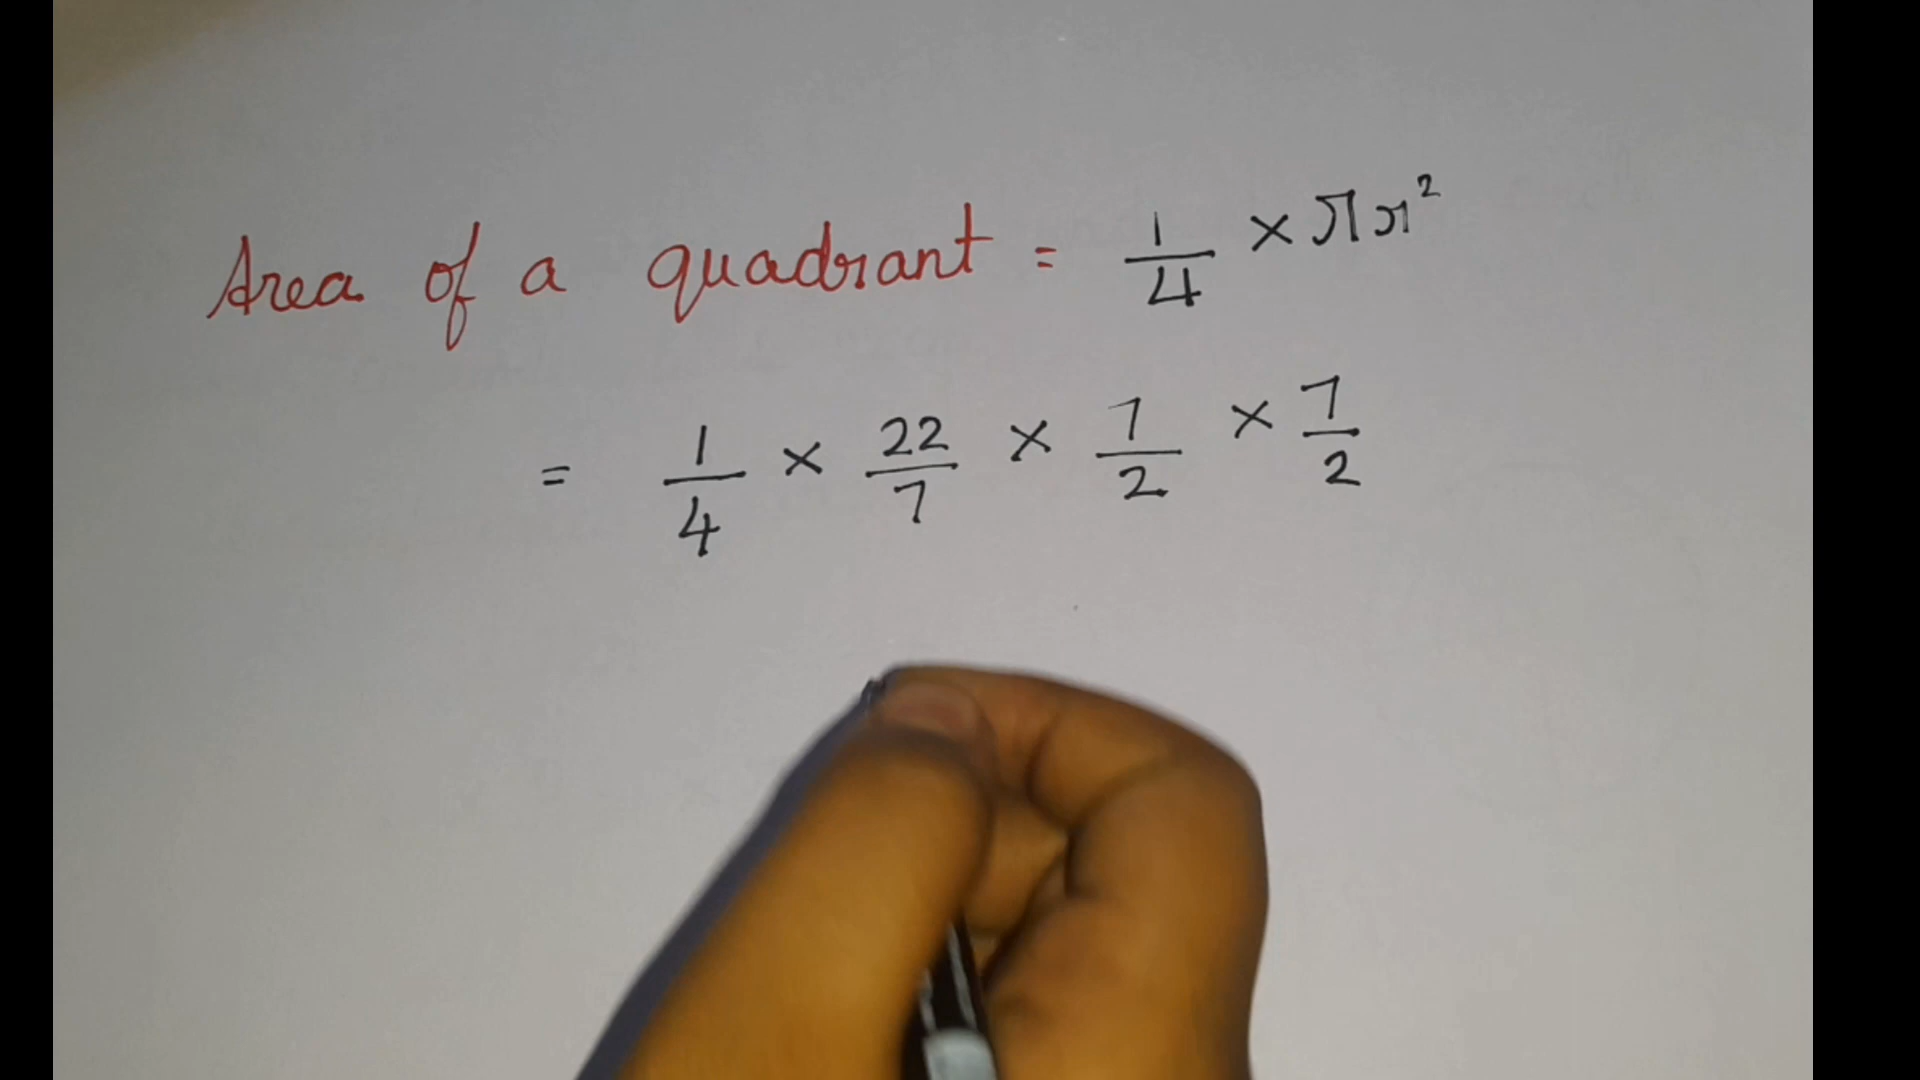 Area of a quadrant = 1/4 × πr²
= 1/4 × 22/7 × 7/2 × 7/2